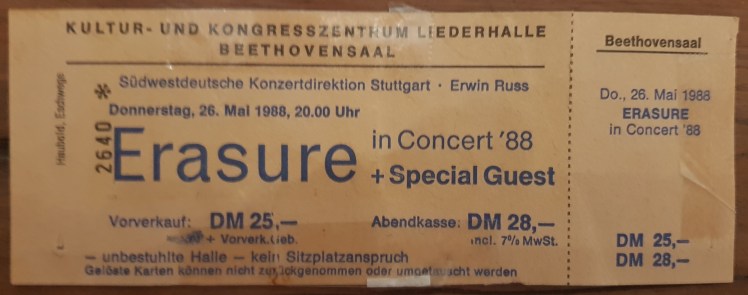 KULTUR- UND KONGRESSZENTRUM LIEDERHALLE
BEETHOVENSAAL
Südwestdeutsche Konzertdirektion Stuttgart · Erwin Russ
Donnerstag, 26. Mai 1988, 20.00 Uhr
Erasure
in Concert '88
+ Special Guest
Vorverkauf: DM 25,—
+ Vorverk.Geb.
Abendkasse: DM 28,—
incl. 7% MwSt.
— unbestuhlte Halle — kein Sitzplatzanspruch
Gelöste Karten können nicht zurückgenommen oder umgetauscht werden
Haubold, Eschwege
2640 *
Beethovensaal
Do., 26. Mai 1988
ERASURE
in Concert '88
DM 25,—
DM 28,—